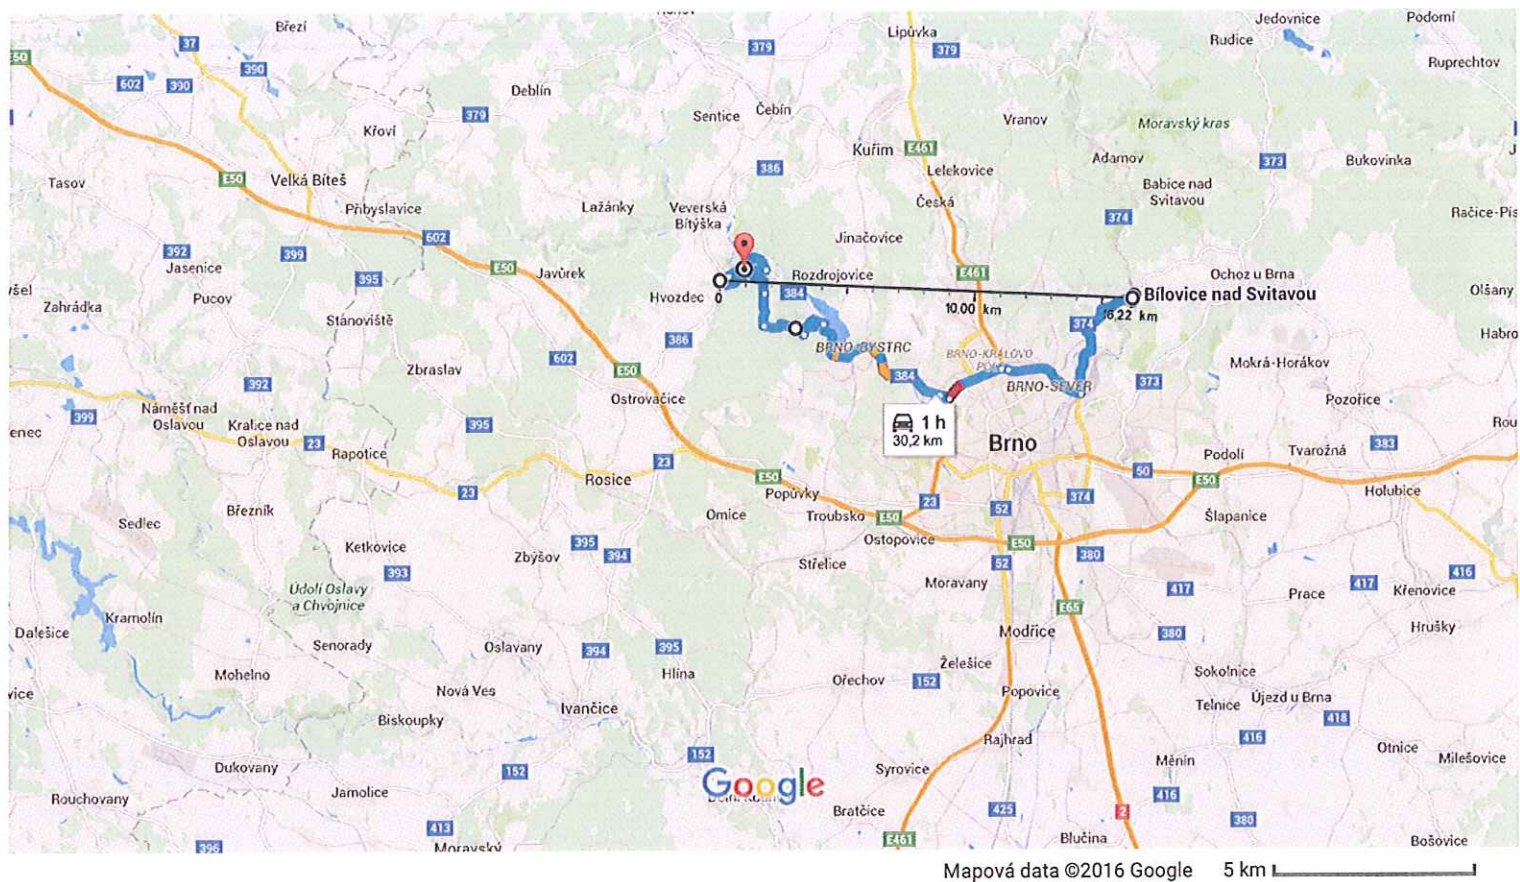 Březí
Lipůvka
Jedovnice
Podomí
37
379
379
Rudice
E50
390
Ruprechtov
602
390
Deblín
379
Sentice
Čebín
Křoví
Vranov
Moravský kras
Kuřim
E461
Adamov
373
Bukovinka
386
Lelekovice
Tasov
E50
Velká Bíteš
Babice nad
Svitavou
Lažánky
Veverská
Bítýška
Česká
Přibyslavice
374
Račice-Pís
602
Jinačovice
392
399
Jasenice
395
E50
Javůrek
Rozdrojovice
E461
Ochoz u Brna
Pucov
Hvozdec
0
384
Bílovice nad Svitavou
Olšany
Zahrádka
10.00 km
16,22 km
Stánoviště
374
386
Habro
602
BRNO-BYSTRC
BRNO-KRÁLOVO
POLE
Zbraslav
E50
384
BRNO-SEVER
373
Mokrá-Horákov
392
Ostrovačice
Pozořice
399
Náměšť nad
Oslavou
Kralice nad
Oslavou
23
395
1 h
30,2 km
Brno
Rou
enec
Rapotice
23
383
Podolí
Tvarožná
50
E50
Rosice
E50
23
Popůvky
23
374
Holubice
Sedlec
Březník
Omice
Troubsko
E50
52
Šlapanice
Ostopovice
E50
Ketkovice
395
Zbýšov
394
380
Střelice
52
393
Moravany
416
Údolí Oslavy
a Chvojnice
417
Prace
417
Křenovice
Kramolín
E65
Dalešice
Modřice
380
Hrušky
Senorady
Oslavany
394
395
Želešice
Mohelno
Hlína
Ořechov
152
Sokolnice
vice
Nová Ves
Popovice
Telnice
Újezd u Brna
Biskoupky
Ivančice
418
416
Rajhrad
Otnice
152
Měnín
Milešovice
Dukovany
152
Syrovice
Google
Rouchovany
Jamolice
416
Bratčice
425
2
380
413
E461
Blučina
Bošovice
396
Moravský
Mapová data ©2016 Google 5 km